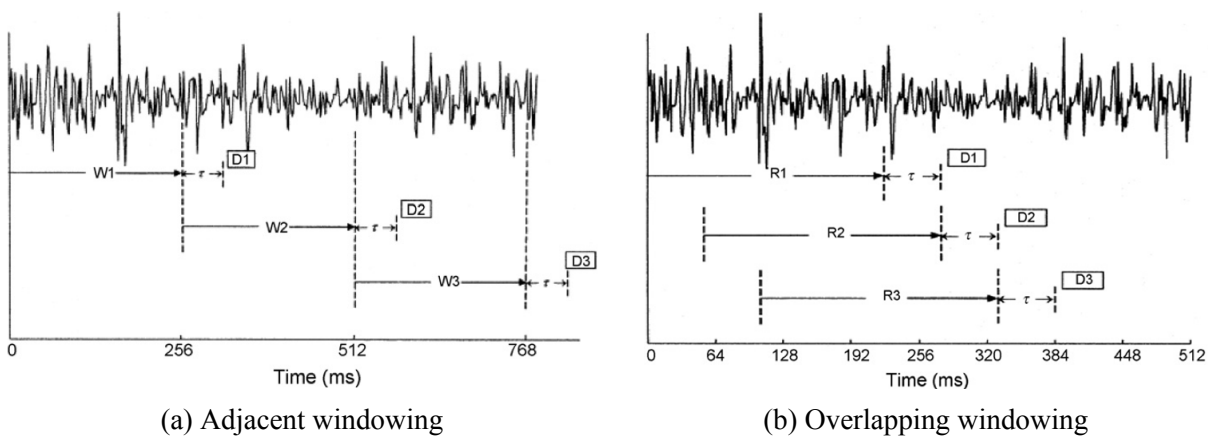 W1
τ
D1
W2
τ
D2
W3
τ
D3
0 256 512 768
Time (ms)
(a) Adjacent windowing
R1
τ
D1
R2
τ
D2
R3
τ
D3
0 64 128 192 256 320 384 448 512
Time (ms)
(b) Overlapping windowing